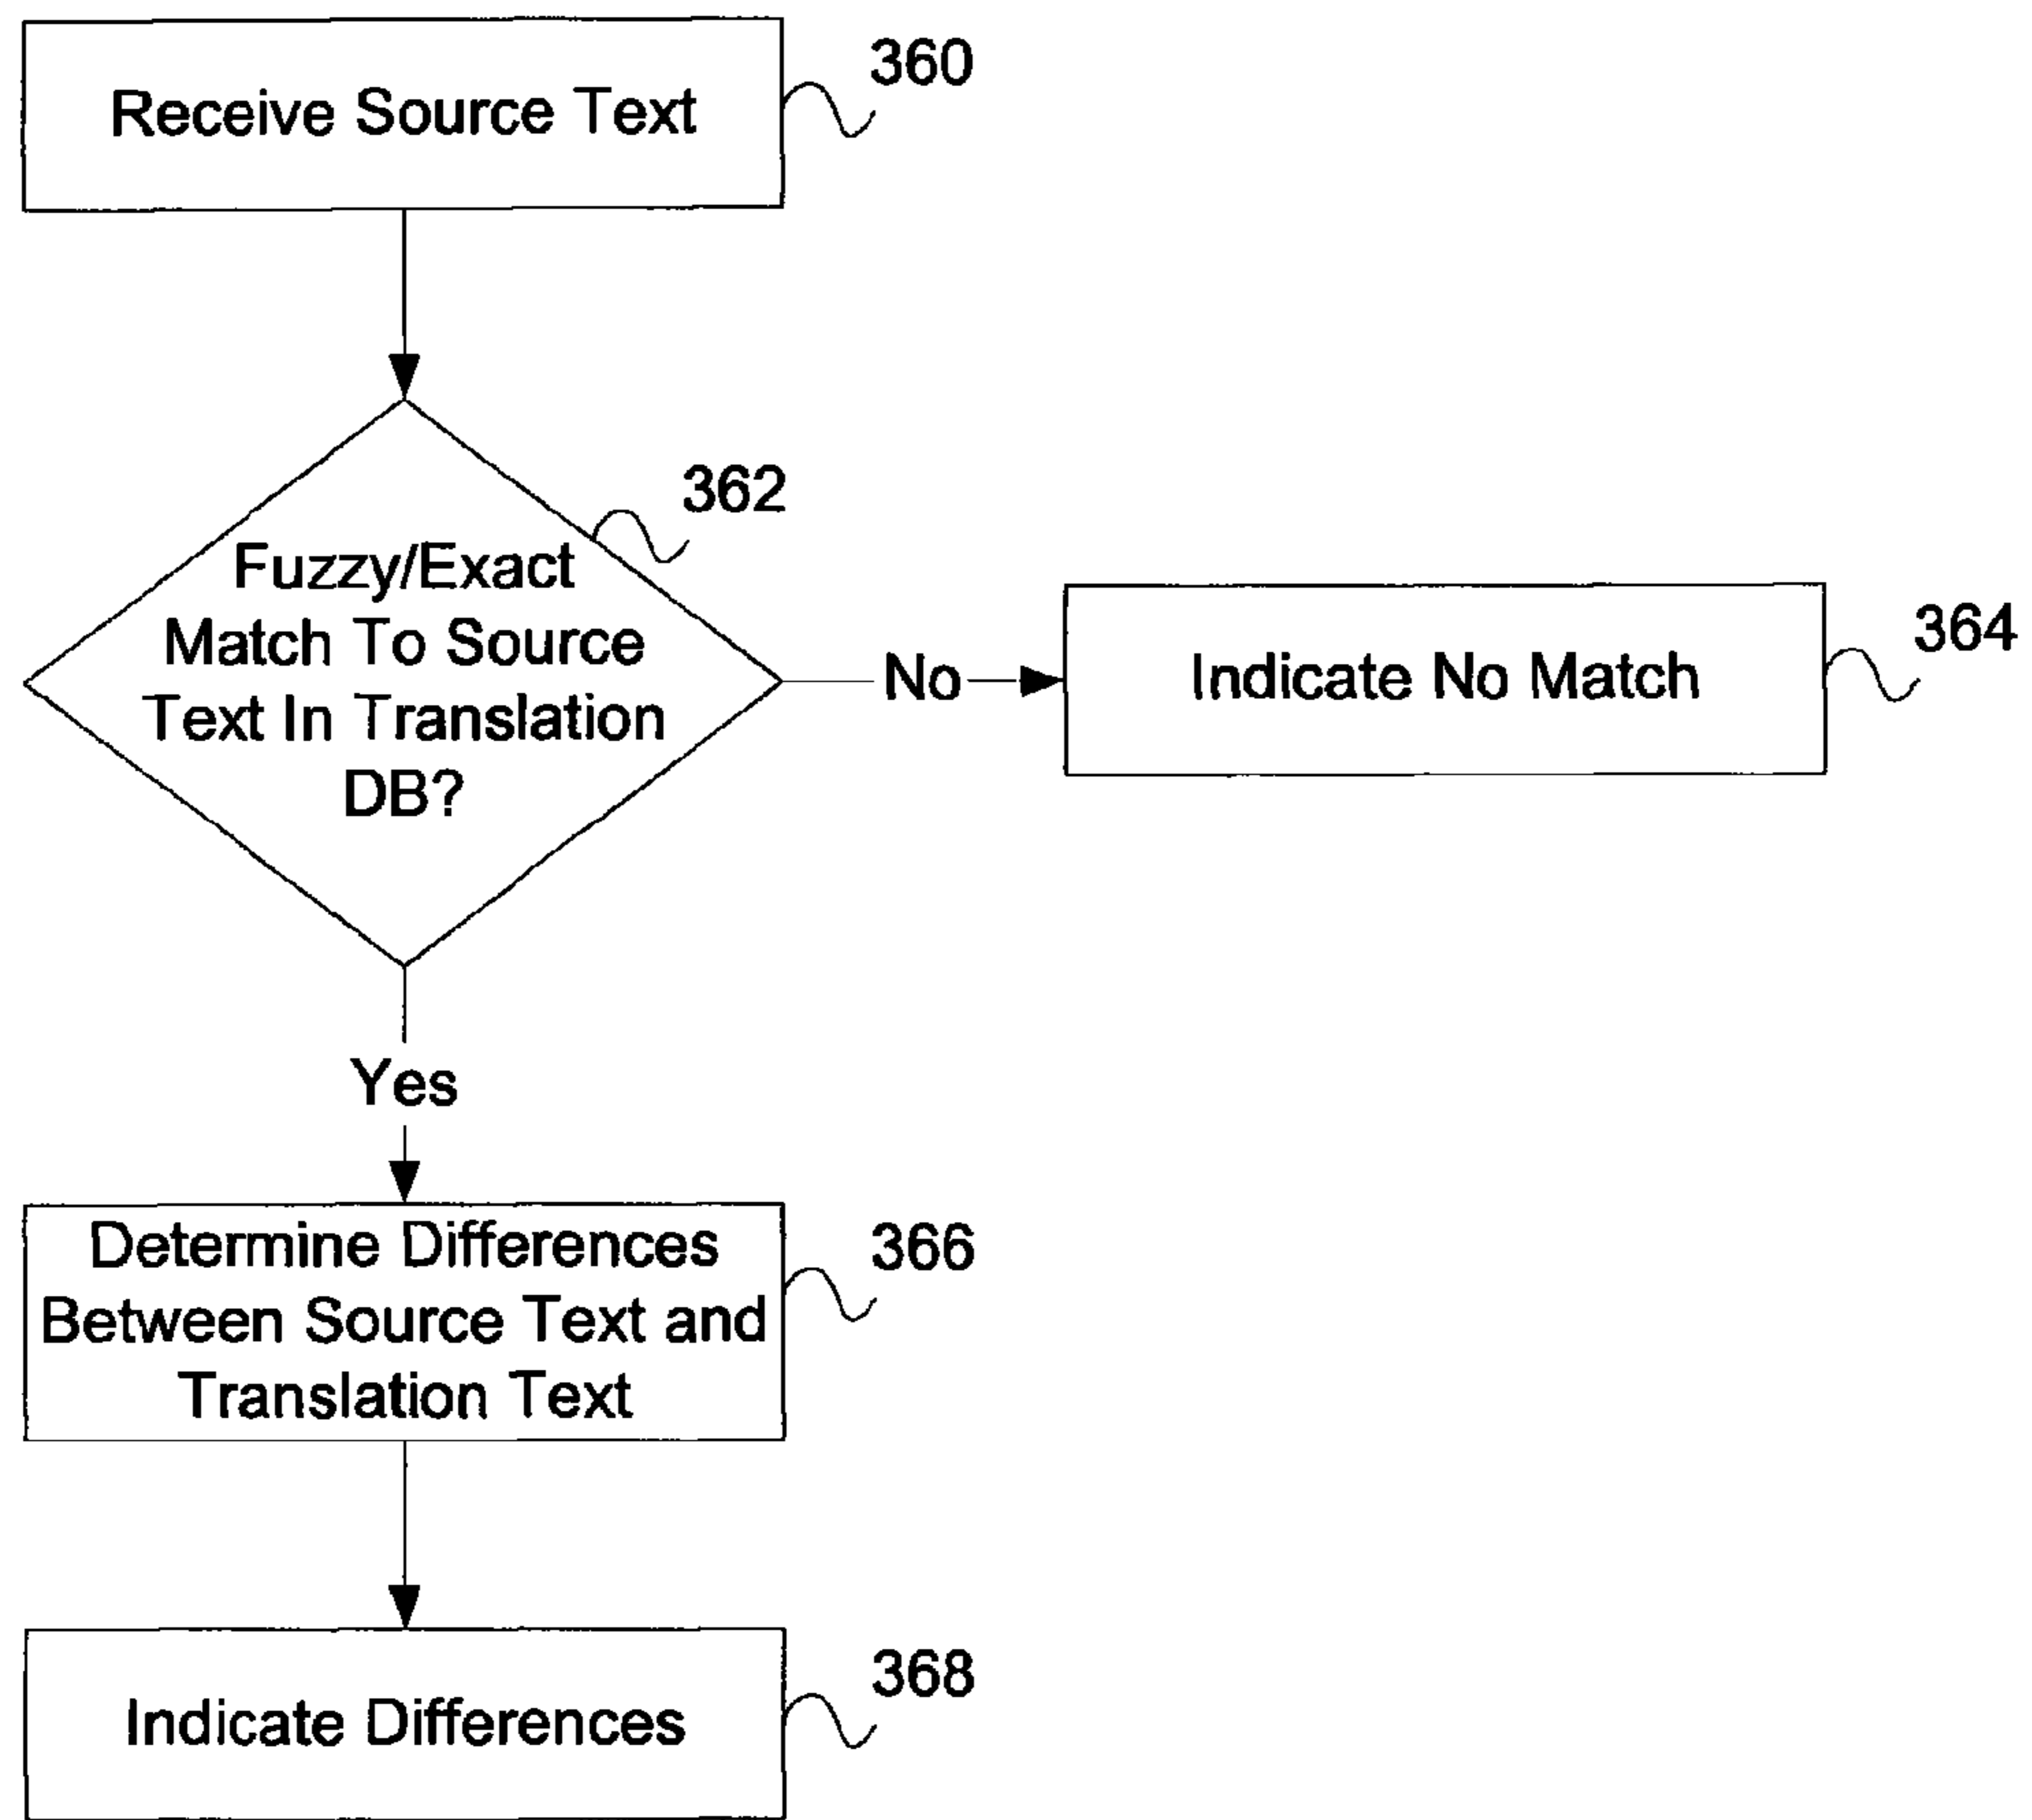 Receive Source Text
360
362
Fuzzy/Exact
Match To Source
Text In Translation
DB?
No
Indicate No Match
364
Yes
Determine Differences
Between Source Text and
Translation Text
366
Indicate Differences
368